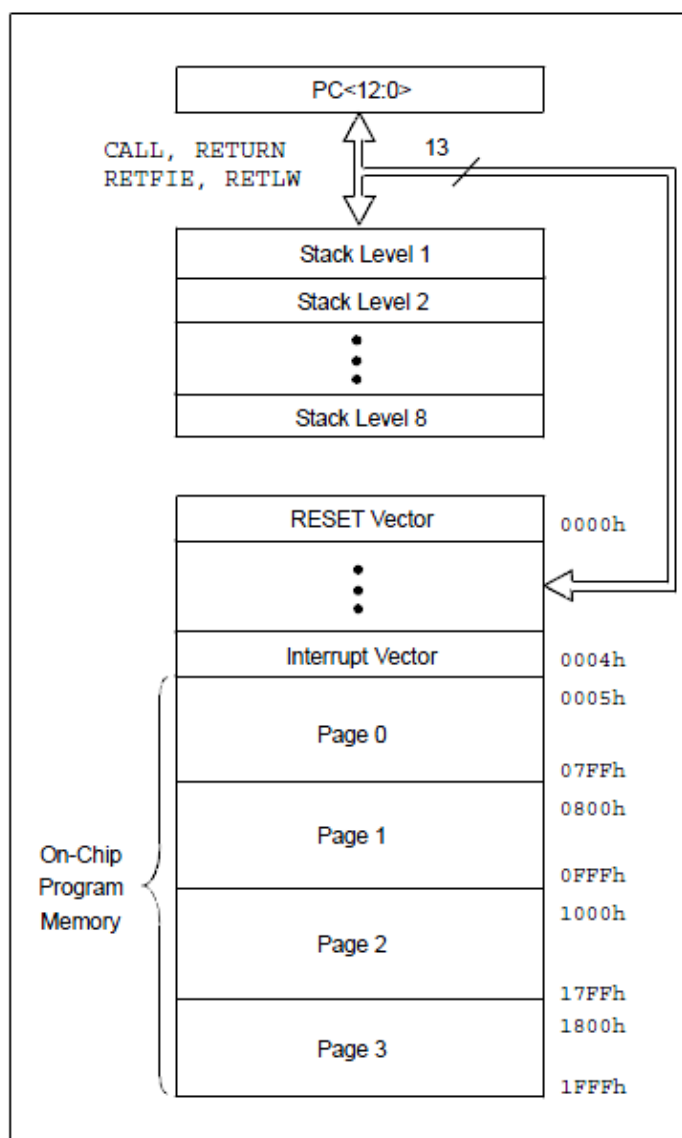 PC<12:0>
CALL, RETURN
13
RETFIE, RETLW
Stack Level 1
Stack Level 2
Stack Level 8
RESET Vector
0000h
Interrupt Vector
0004h
0005h
Page 0
07FFh
0800h
Page 1
On-Chip
Program
Memory
0FFFh
1000h
Page 2
17FFh
1800h
Page 3
1FFFh